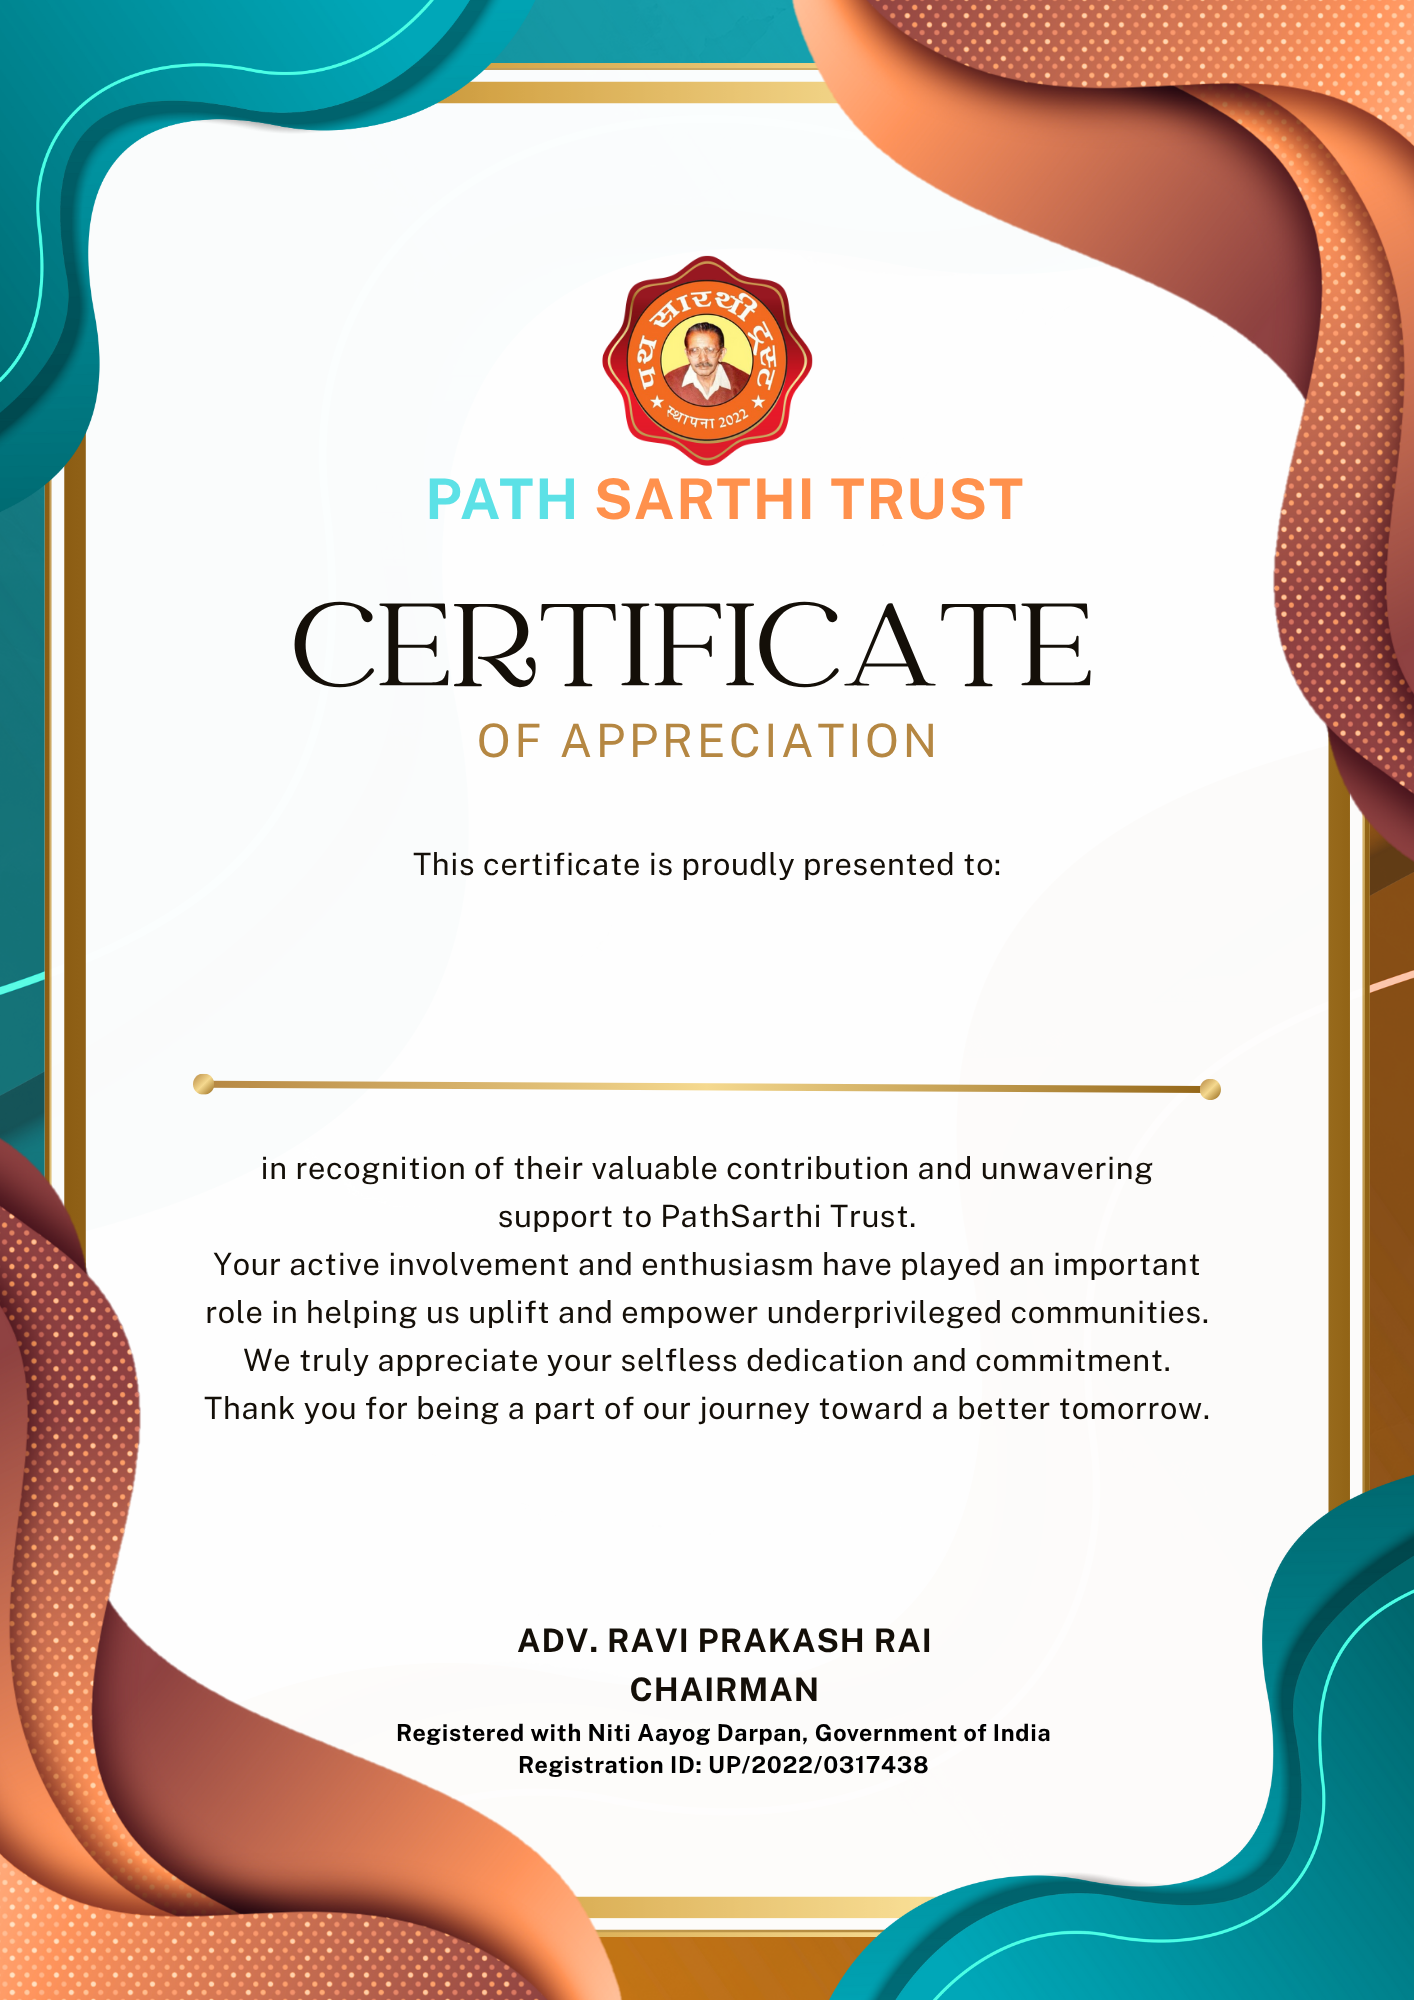 पथ सारथी ट्रस्ट
★ स्थापना 2022 ★
PATH SARTHI TRUST
CERTIFICATE
OF APPRECIATION
This certificate is proudly presented to:
in recognition of their valuable contribution and unwavering
support to PathSarthi Trust.
Your active involvement and enthusiasm have played an important
role in helping us uplift and empower underprivileged communities.
We truly appreciate your selfless dedication and commitment.
Thank you for being a part of our journey toward a better tomorrow.
ADV. RAVI PRAKASH RAI
CHAIRMAN
Registered with Niti Aayog Darpan, Government of India
Registration ID: UP/2022/0317438